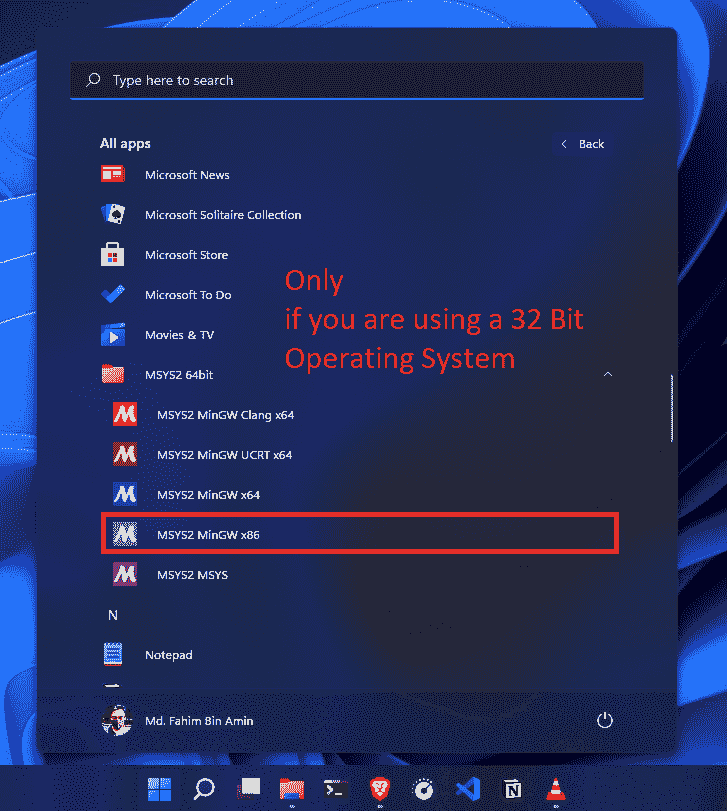 Type here to search
All apps
Back
Microsoft News
Microsoft Solitaire Collection
Microsoft Store
Only
if you are using a 32 Bit
Operating System
Microsoft To Do
Movies & TV
MSYS2 64bit
MSYS2 MinGW Clang x64
MSYS2 MinGW UCRT x64
MSYS2 MinGW x64
MSYS2 MinGW x86
MSYS2 MSYS
N
Notepad
Md. Fahim Bin Amin